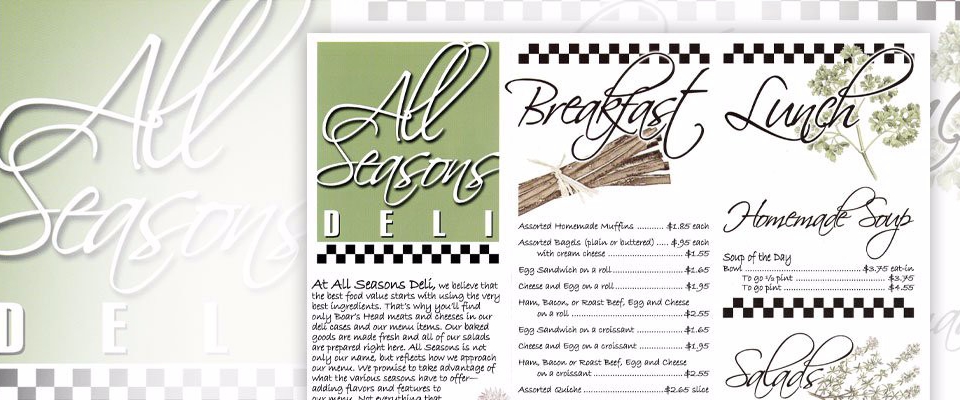 All
Seasons
DELI
All
Seasons
DELI
At All Seasons Deli, we believe that
the best food value starts with using the very
best ingredients. That's why you'll find
only Boar's Head meats and cheeses in our
deli cases and our menu items. Our baked
goods are made fresh and all of our salads
are prepared right here. All Seasons is not
only our name, but reflects how we approach
our menu. We promise to take advantage of
what the various seasons have to offer—
adding flavors and features to
our menu. Not everything that
Breakfast
Assorted Homemade Muffins .......... $1.85 each
Assorted Bagels (plain or buttered) .... $.95 each
with cream cheese ........................ $1.55
Egg Sandwich on a roll ........................ $1.65
Cheese and Egg on a roll ........................ $1.95
Ham, Bacon, or Roast Beef, Egg and Cheese
on a roll ........................ $2.55
Egg Sandwich on a croissant ................ $1.65
Cheese and Egg on a croissant .............. $1.95
Ham, Bacon or Roast Beef, Egg and Cheese
on a croissant ........................ $2.55
Assorted Quiche ........................ $2.65 slice
Lunch
Homemade Soup
Soup of the Day
Bowl ........................ $3.75 eat-in
To go ½ pint ........................ $3.75
To go pint ........................ $4.55
Salads